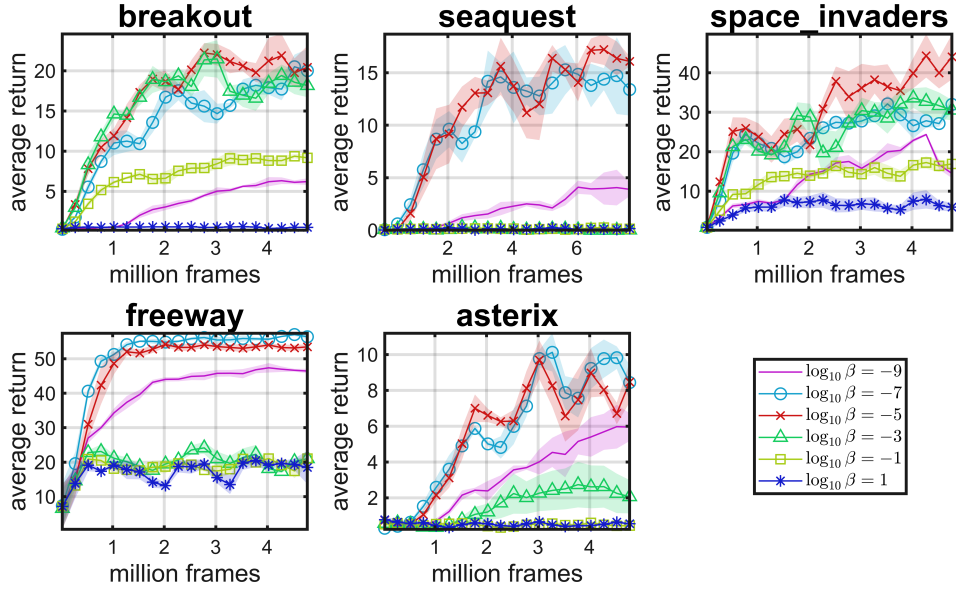 breakout
seaquest
space_invaders
average return
20
15
10
5
0
1
2
3
4
million frames
average return
15
10
5
0
2
4
6
million frames
average return
40
30
20
10
1
2
3
4
million frames
freeway
asterix
average return
50
40
30
20
10
1
2
3
4
million frames
average return
10
8
6
4
2
1
2
3
4
million frames
log₁₀ β = −9
log₁₀ β = −7
log₁₀ β = −5
log₁₀ β = −3
log₁₀ β = −1
log₁₀ β = 1